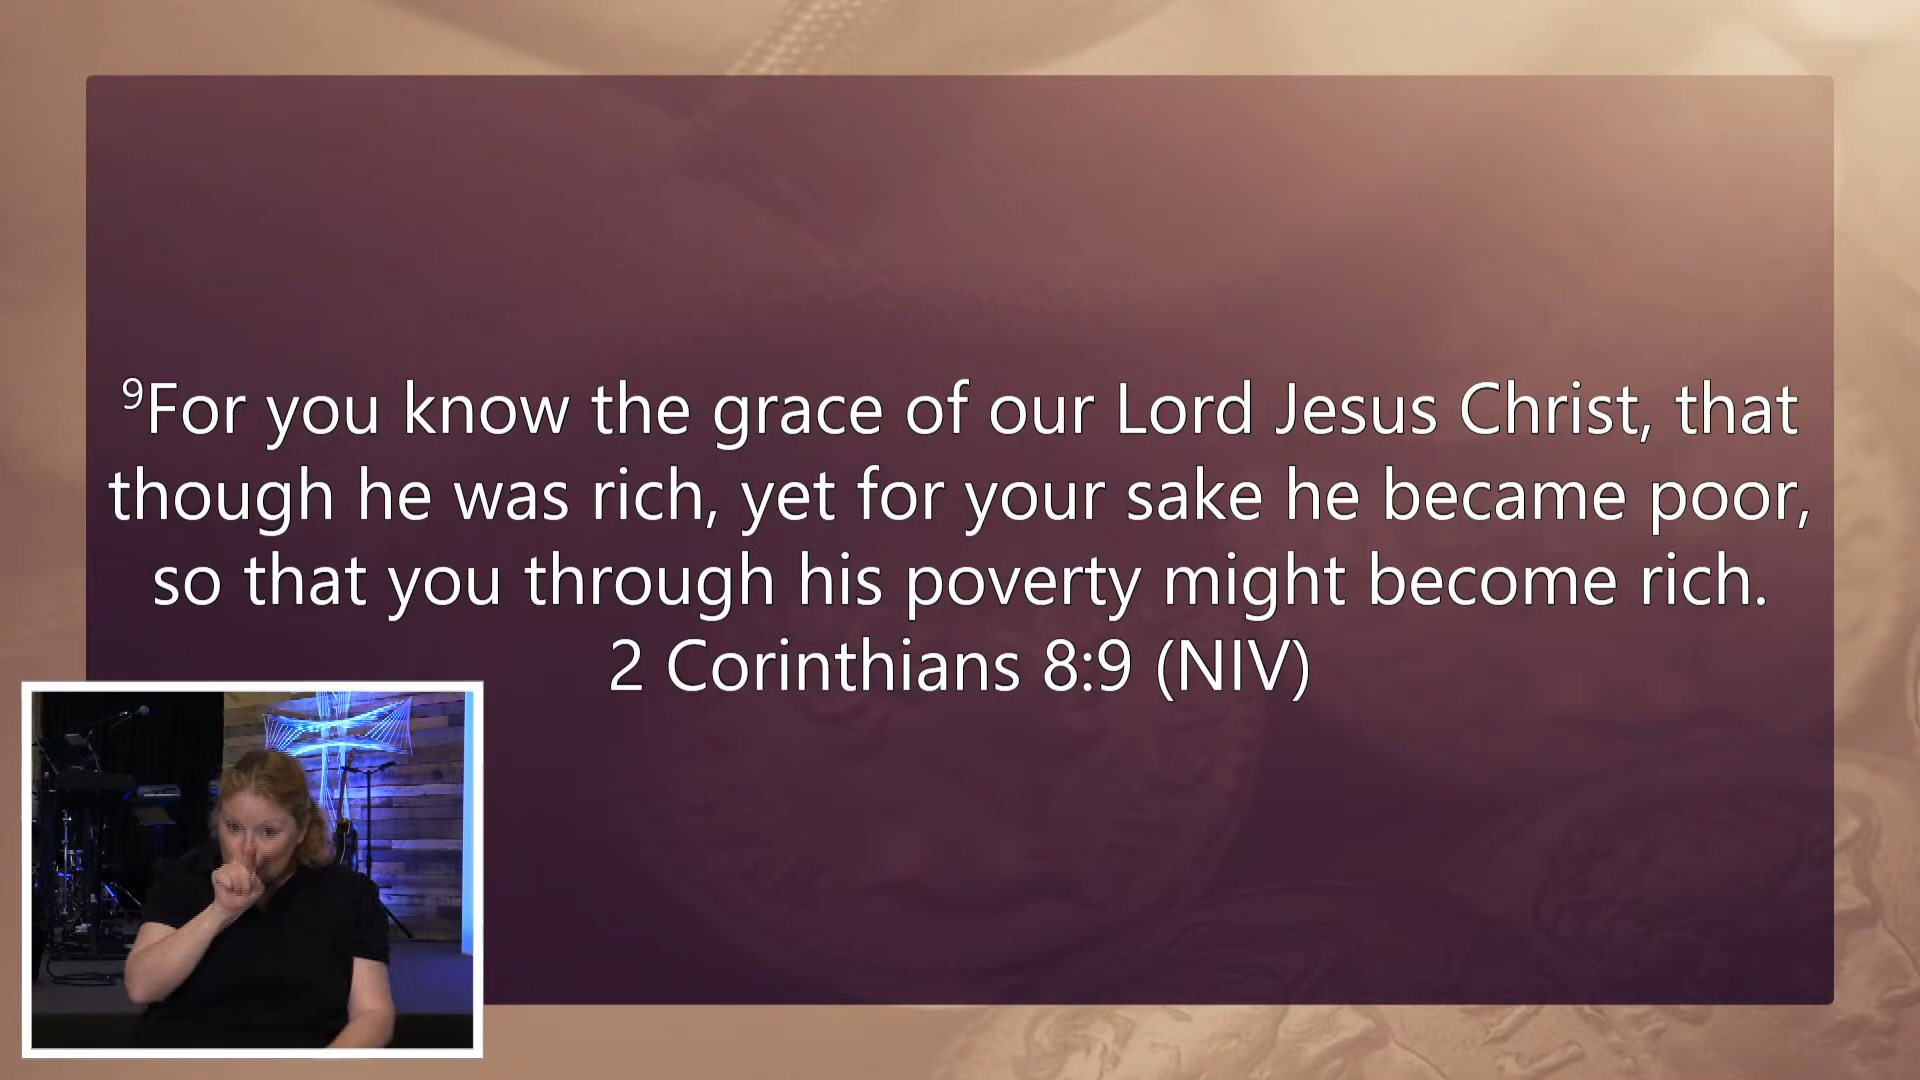 ⁹For you know the grace of our Lord Jesus Christ, that
though he was rich, yet for your sake he became poor,
so that you through his poverty might become rich.
2 Corinthians 8:9 (NIV)